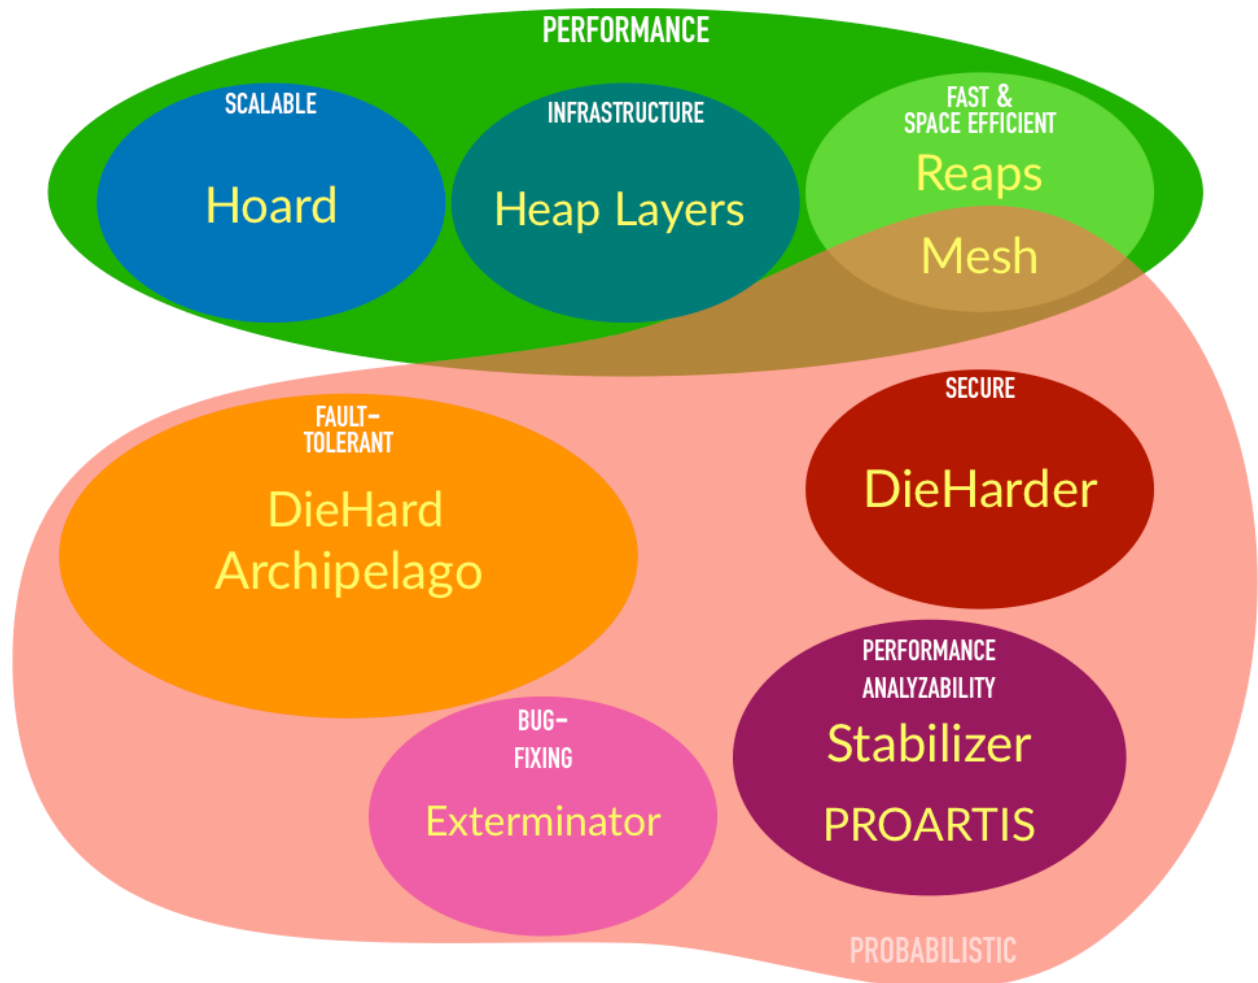 PERFORMANCE
SCALABLE
Hoard
INFRASTRUCTURE
Heap Layers
FAST &
SPACE EFFICIENT
Reaps
Mesh
FAULT-
TOLERANT
DieHard
Archipelago
SECURE
DieHarder
BUG-
FIXING
Exterminator
PERFORMANCE
ANALYZABILITY
Stabilizer
PROARTIS
PROBABILISTIC